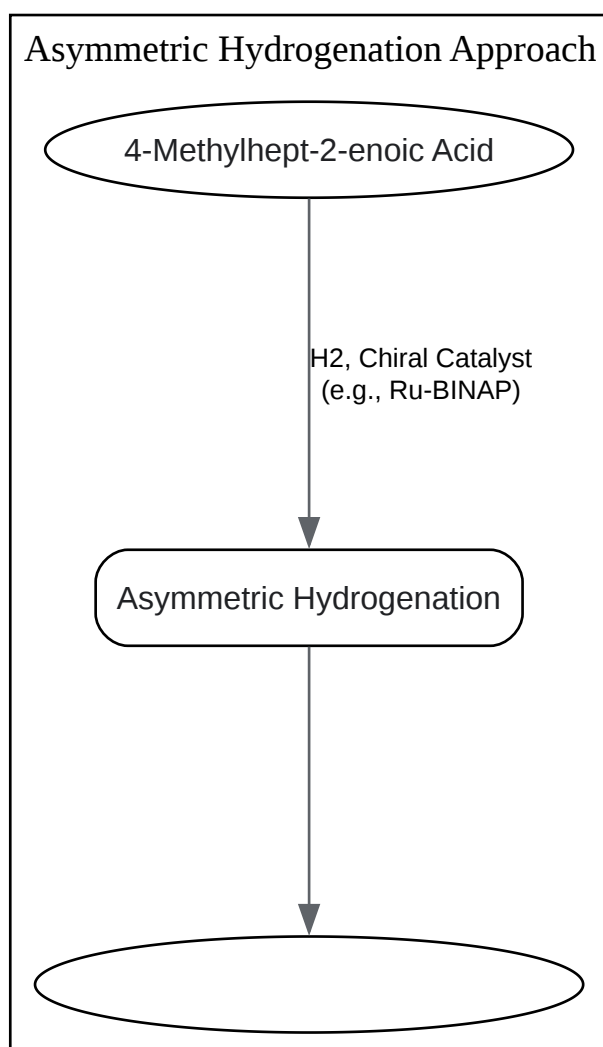 Asymmetric Hydrogenation Approach
4-Methylhept-2-enoic Acid
H2, Chiral Catalyst
(e.g., Ru-BINAP)
Asymmetric Hydrogenation